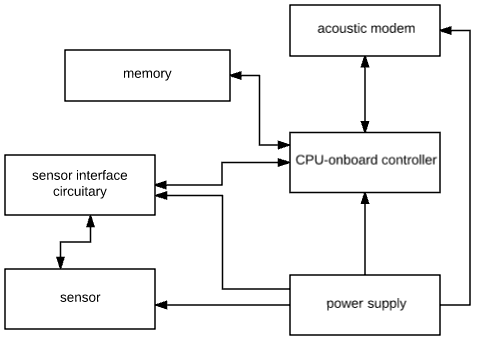 acoustic modem
memory
CPU-onboard controller
sensor interface
circuitary
sensor
power supply